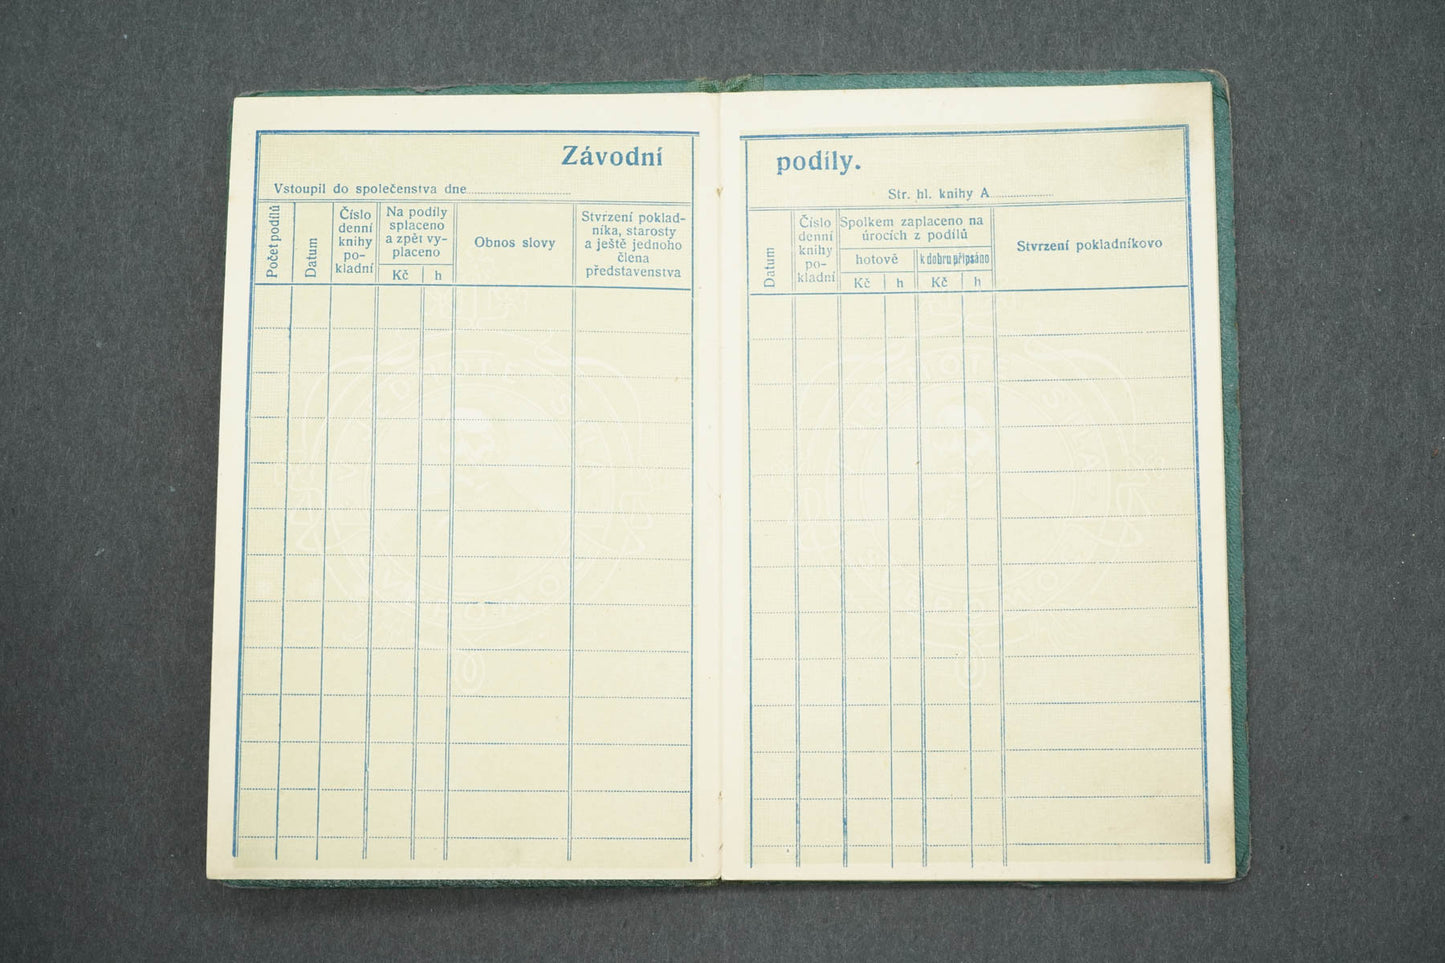 Závodní
Vstoupil do společenstva dne
Počet podílů
Datum
Číslo
denní
knihy
po-
kladní
Na podíly
splaceno
a zpět vy-
placeno
Kč h
Obnos slovy
Stvrzení poklad-
níka, starosty
a ještě jednoho
člena
představenstva
podíly.
Str. hl. knihy A
Datum
Číslo
denní
knihy
po-
kladní
Spolkem zaplaceno na
úrocích z podílů
hotově
k dobru připsáno
Kč h Kč h
Stvrzení pokladníkovo